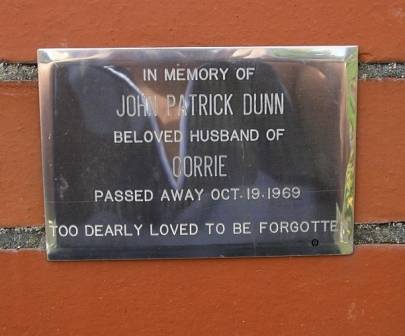 IN MEMORY OF
JOHN PATRICK DUNN
BELOVED HUSBAND OF
CORRIE
PASSED AWAY OCT. 19. 1969
TOO DEARLY LOVED TO BE FORGOTTEN